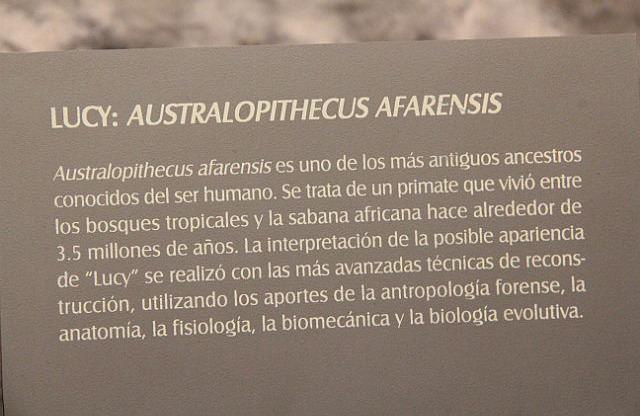 LUCY: AUSTRALOPITHECUS AFARENSIS
Australopithecus afarensis es uno de los más antiguos ancestros
conocidos del ser humano. Se trata de un primate que vivió entre
los bosques tropicales y la sabana africana hace alrededor de
3.5 millones de años. La interpretación de la posible apariencia
de “Lucy” se realizó con las más avanzadas técnicas de recons-
trucción, utilizando los aportes de la antropología forense, la
anatomía, la fisiología, la biomecánica y la biología evolutiva.